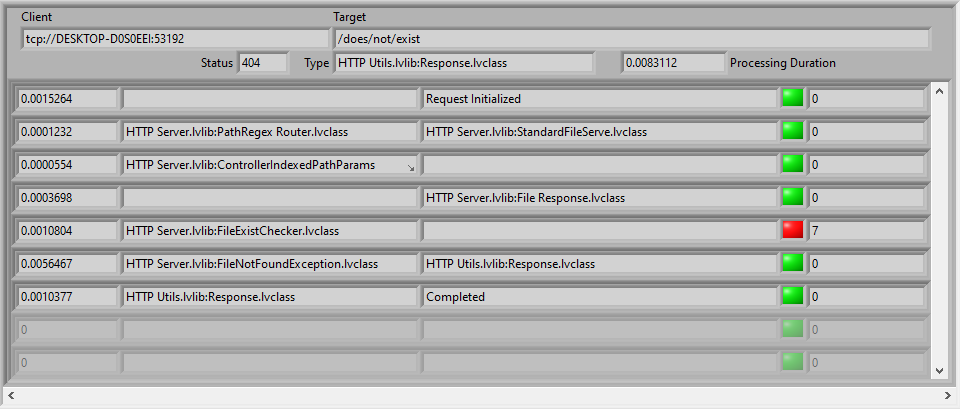 Client Target
tcp://DESKTOP-D0S0EEI:53192 /does/not/exist
Status 404 Type HTTP Utils.lvlib:Response.lvclass 0.0083112 Processing Duration
0.0015264 Request Initialized 0
0.0001232 HTTP Server.lvlib:PathRegex Router.lvclass HTTP Server.lvlib:StandardFileServe.lvclass 0
0.0000554 HTTP Server.lvlib:ControllerIndexedPathParams 0
0.0003698 HTTP Server.lvlib:File Response.lvclass 0
0.0010804 HTTP Server.lvlib:FileExistChecker.lvclass 7
0.0056467 HTTP Server.lvlib:FileNotFoundException.lvclass HTTP Utils.lvlib:Response.lvclass 0
0.0010377 HTTP Utils.lvlib:Response.lvclass Completed 0
0 0
0 0